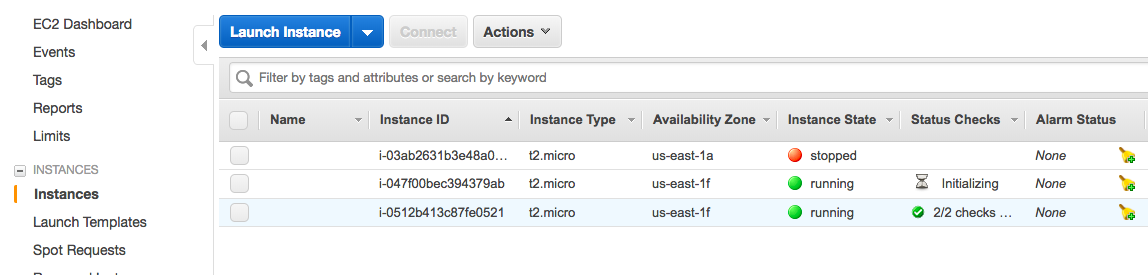 EC2 Dashboard
Events
Tags
Reports
Limits
INSTANCES
Instances
Launch Templates
Spot Requests
Launch Instance Connect Actions
Filter by tags and attributes or search by keyword
Name Instance ID Instance Type Availability Zone Instance State Status Checks Alarm Status
i-03ab2631b3e48a0... t2.micro us-east-1a stopped None
i-047f00bec394379ab t2.micro us-east-1f running Initializing None
i-0512b413c87fe0521 t2.micro us-east-1f running 2/2 checks ... None